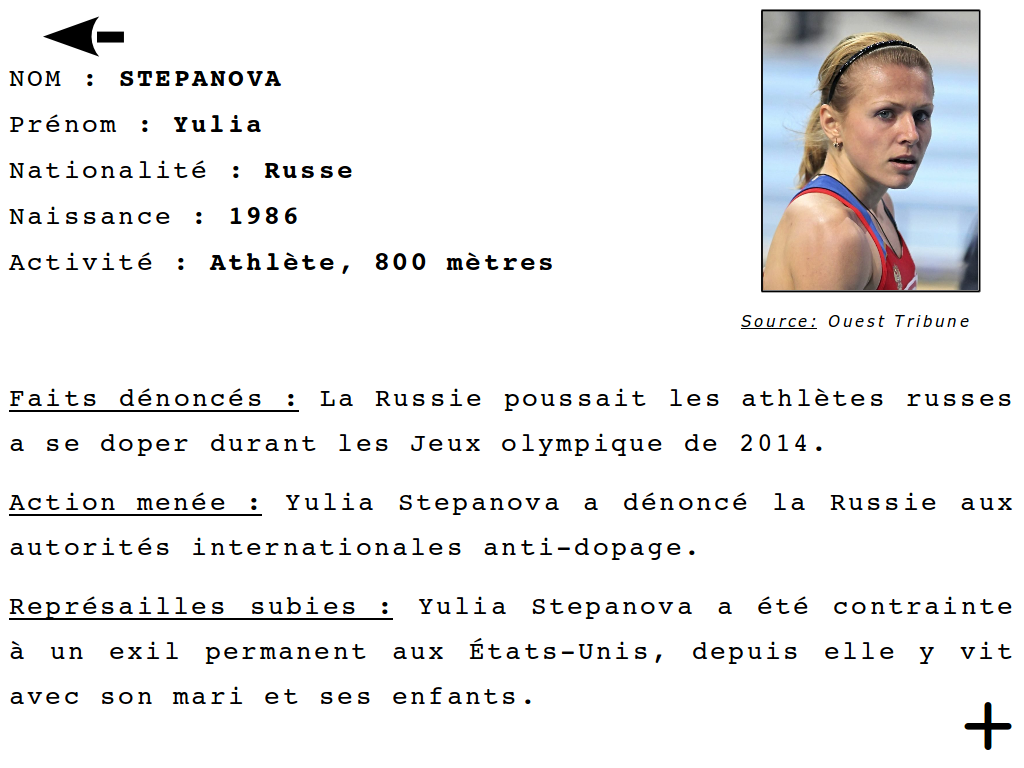 NOM : STEPANOVA
Prénom : Yulia
Nationalité : Russe
Naissance : 1986
Activité : Athlète, 800 mètres
Source: Ouest Tribune
Faits dénoncés : La Russie poussait les athlètes russes
a se doper durant les Jeux olympique de 2014.
Action menée : Yulia Stepanova a dénoncé la Russie aux
autorités internationales anti-dopage.
Représailles subies : Yulia Stepanova a été contrainte
à un exil permanent aux États-Unis, depuis elle y vit
avec son mari et ses enfants.